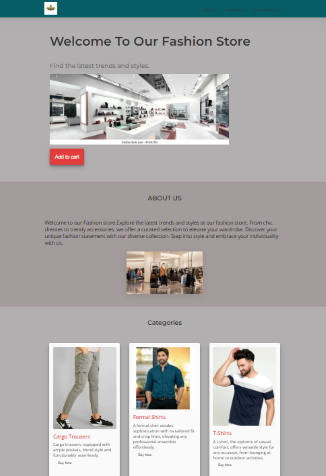 Welcome To Our Fashion Store
Find the latest trends and styles.
Add to cart
ABOUT US
Welcome to our Fashion store.Explore the latest trends and styles at our fashion store. From chic
dresses to trendy accessories, we offer a curated selection to elevate your wardrobe. Discover your
unique fashion statement with our diverse collection. Step into style and embrace your individuality
with us.
Categories
Cargo Trousers
Cargo trousers, equipped with
ample pockets, blend style and
functionality seamlessly.
Buy Now
Formal Shirts
A formal shirt exudes
sophistication with its tailored fit
and crisp lines, elevating any
professional ensemble
effortlessly.
Buy Now
T-Shirts
A t-shirt, the epitome of casual
comfort, offers versatile style for
any occasion, from lounging at
home to outdoor activities.
Buy Now